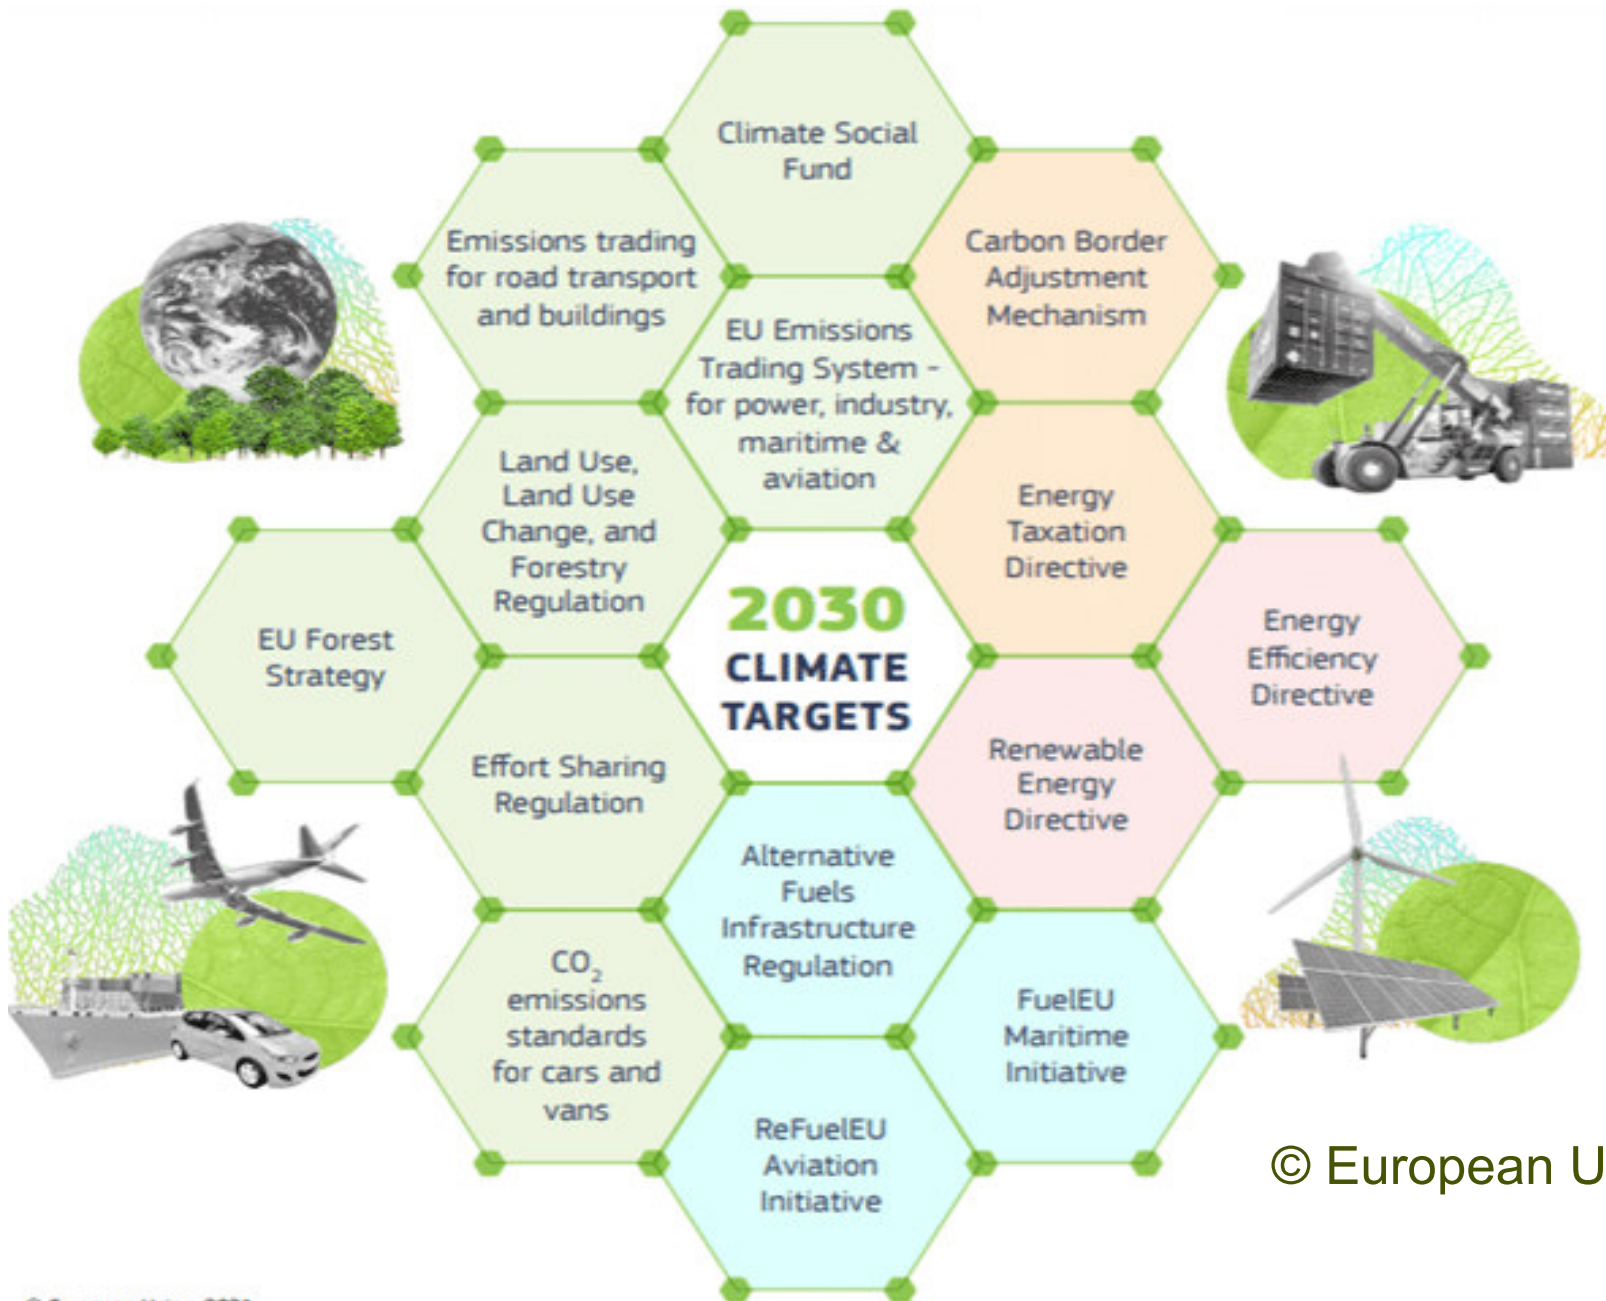 Climate Social
Fund
Emissions trading
for road transport
and buildings
Carbon Border
Adjustment
Mechanism
EU Emissions
Trading System -
for power, industry,
maritime &
aviation
Land Use,
Land Use
Change, and
Forestry
Regulation
Energy
Taxation
Directive
EU Forest
Strategy
2030
CLIMATE
TARGETS
Energy
Efficiency
Directive
Effort Sharing
Regulation
Renewable
Energy
Directive
Alternative
Fuels
Infrastructure
Regulation
CO₂
emissions
standards
for cars and
vans
FuelEU
Maritime
Initiative
ReFuelEU
Aviation
Initiative
© European U